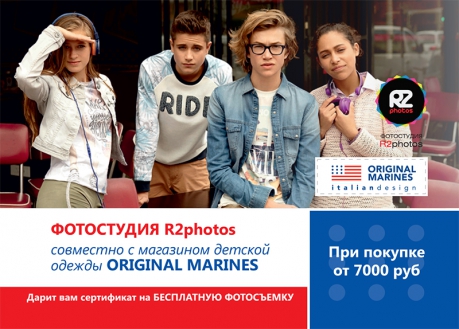 RIDE
R2
photos
ФОТОСТУДИЯ
R2photos
ORIGINAL
MARINES
italiandesign
ФОТОСТУДИЯ R2photos
совместно с магазином детской
одежды ORIGINAL MARINES
Дарит вам сертификат на БЕСПЛАТНУЮ ФОТОСЪЕМКУ
При покупке
от 7000 руб